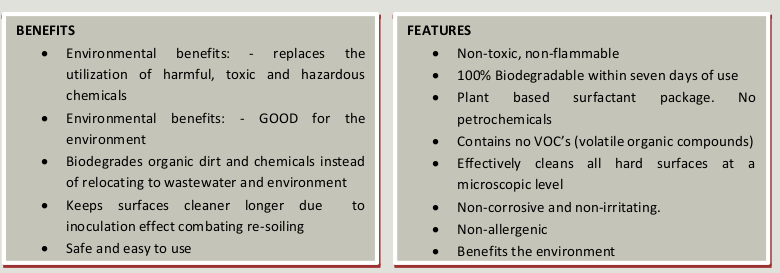 BENEFITS
• Environmental benefits: - replaces the
utilization of harmful, toxic and hazardous
chemicals
• Environmental benefits: - GOOD for the
environment
• Biodegrades organic dirt and chemicals instead
of relocating to wastewater and environment
• Keeps surfaces cleaner longer due to
inoculation effect combating re-soiling
• Safe and easy to use
FEATURES
• Non-toxic, non-flammable
• 100% Biodegradable within seven days of use
• Plant based surfactant package. No
petrochemicals
• Contains no VOC's (volatile organic compounds)
• Effectively cleans all hard surfaces at a
microscopic level
• Non-corrosive and non-irritating.
• Non-allergenic
• Benefits the environment